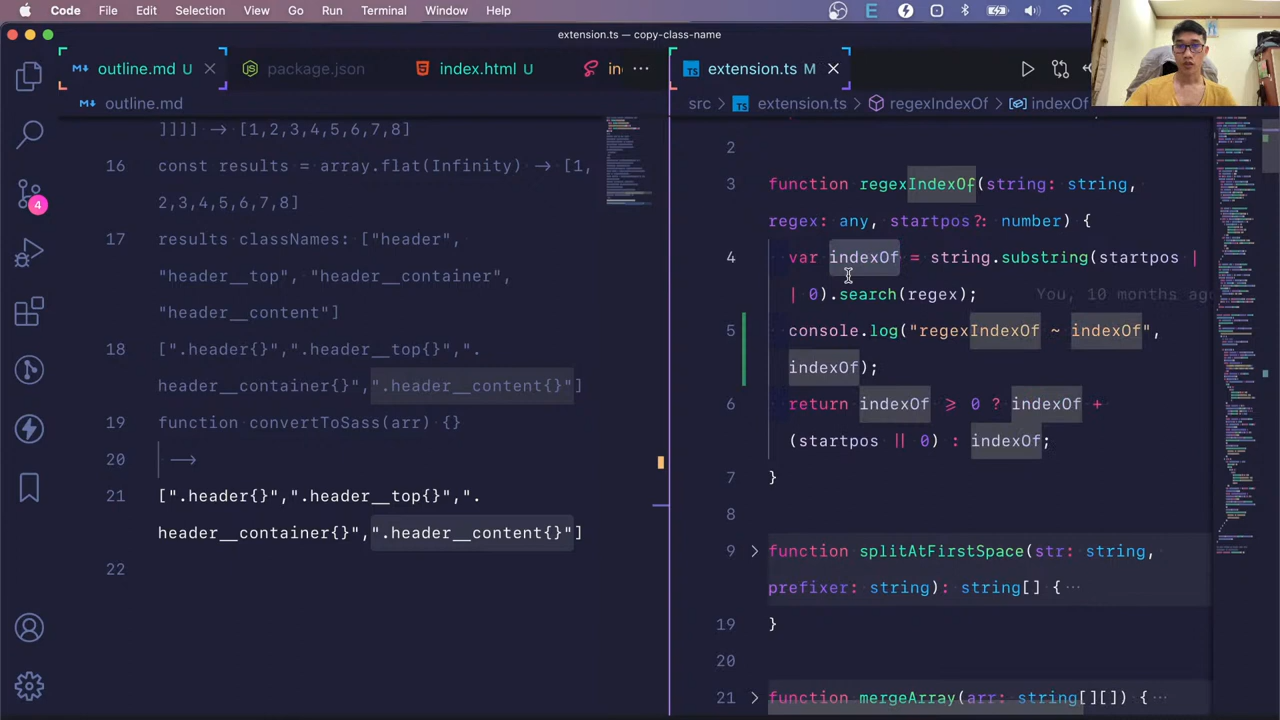 Code File Edit Selection View Go Run Terminal Window Help
extension.ts — copy-class-name
outline.md U
package.json
index.html U
extension.ts M
outline.md
src extension.ts regexIndexOf indexOf
]]]] -> [1,2,3,4,5,6,7,8]
16 const results = array.flat(Infinity) -> [1,
2,3,4,5,6,7,8]
17 results classNames: ["header",
"header__top", "header__container",
"header__content"]
18 [".header{}",".header__top{}",".
header__container{}",".header__content{}"]
19 function convertToSass(arr) {}
20 ->
21 [".header{}",".header__top{}",".
header__container{}",".header__content{}"]
22
4
2
3 function regexIndexOf(string: string,
regex: any, startpos?: number) {
4 var indexOf = string.substring(startpos |
| 0).search(regex You, 10 months ago
5 console.log("regexIndexOf ~ indexOf",
indexOf);
6 return indexOf ≥ ? indexOf +
(startpos || 0) : indexOf;
7 }
8
9 function splitAtFirstSpace(str: string,
prefixer: string): string[] { ...
19 }
20
21 function mergeArray(arr: string[][]) { ...